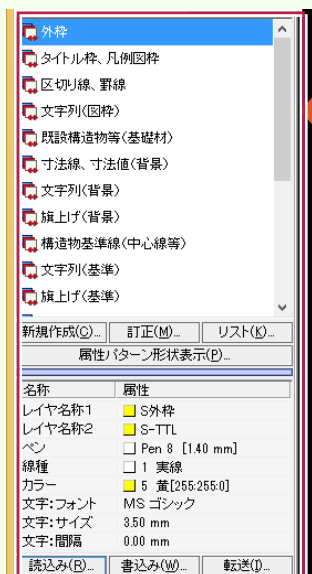 外枠
タイトル枠、凡例図枠
区切り線、罫線
文字列(図枠)
既設構造物等(基礎材)
寸法線、寸法値(背景)
文字列(背景)
旗上げ(背景)
構造物基準線(中心線等)
文字列(基準)
旗上げ(基準)
新規作成(C)... 訂正(M)... リスト(K)...
属性パターン形状表示(P)...
名称 属性
レイヤ名称1 S外枠
レイヤ名称2 S-TTL
ペン Pen 8 [1.40 mm]
線種 1 実線
カラー 5 黄[255:255:0]
文字:フォント MS ゴシック
文字:サイズ 3.50 mm
文字:間隔 0.00 mm
読込み(R)... 書込み(W)... 転送(I)...